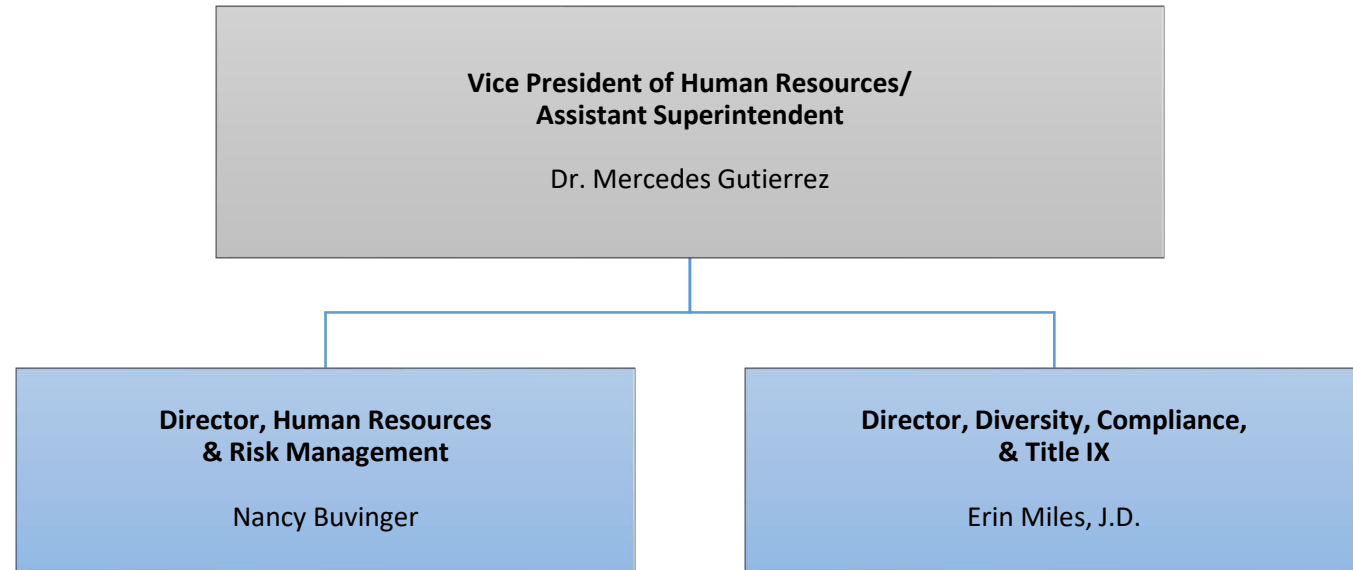 Vice President of Human Resources/
Assistant Superintendent
Dr. Mercedes Gutierrez
Director, Human Resources
& Risk Management
Nancy Buvinger
Director, Diversity, Compliance,
& Title IX
Erin Miles, J.D.